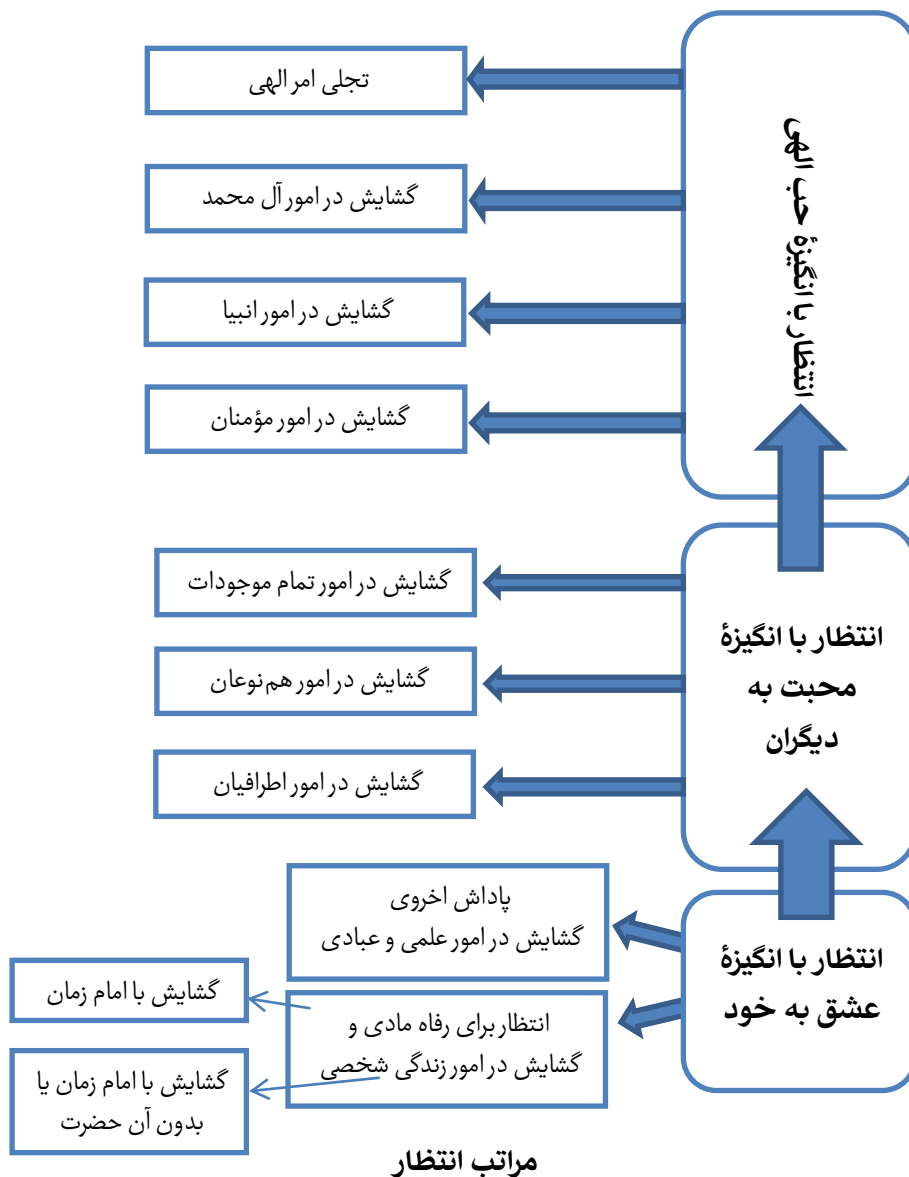 انتظار با انگیزهٔ حب الهی
تجلی امر الهی
گشایش در امور آل محمد
گشایش در امور انبیا
گشایش در امور مؤمنان
انتظار با انگیزهٔ
محبت به
دیگران
گشایش در امور تمام موجودات
گشایش در امور هم‌نوعان
گشایش در امور اطرافیان
انتظار با انگیزهٔ
عشق به خود
پاداش اخروی
گشایش در امور علمی و عبادی
انتظار برای رفاه مادی و
گشایش در امور زندگی شخصی
گشایش با امام زمان
گشایش با امام زمان یا
بدون آن حضرت
مراتب انتظار